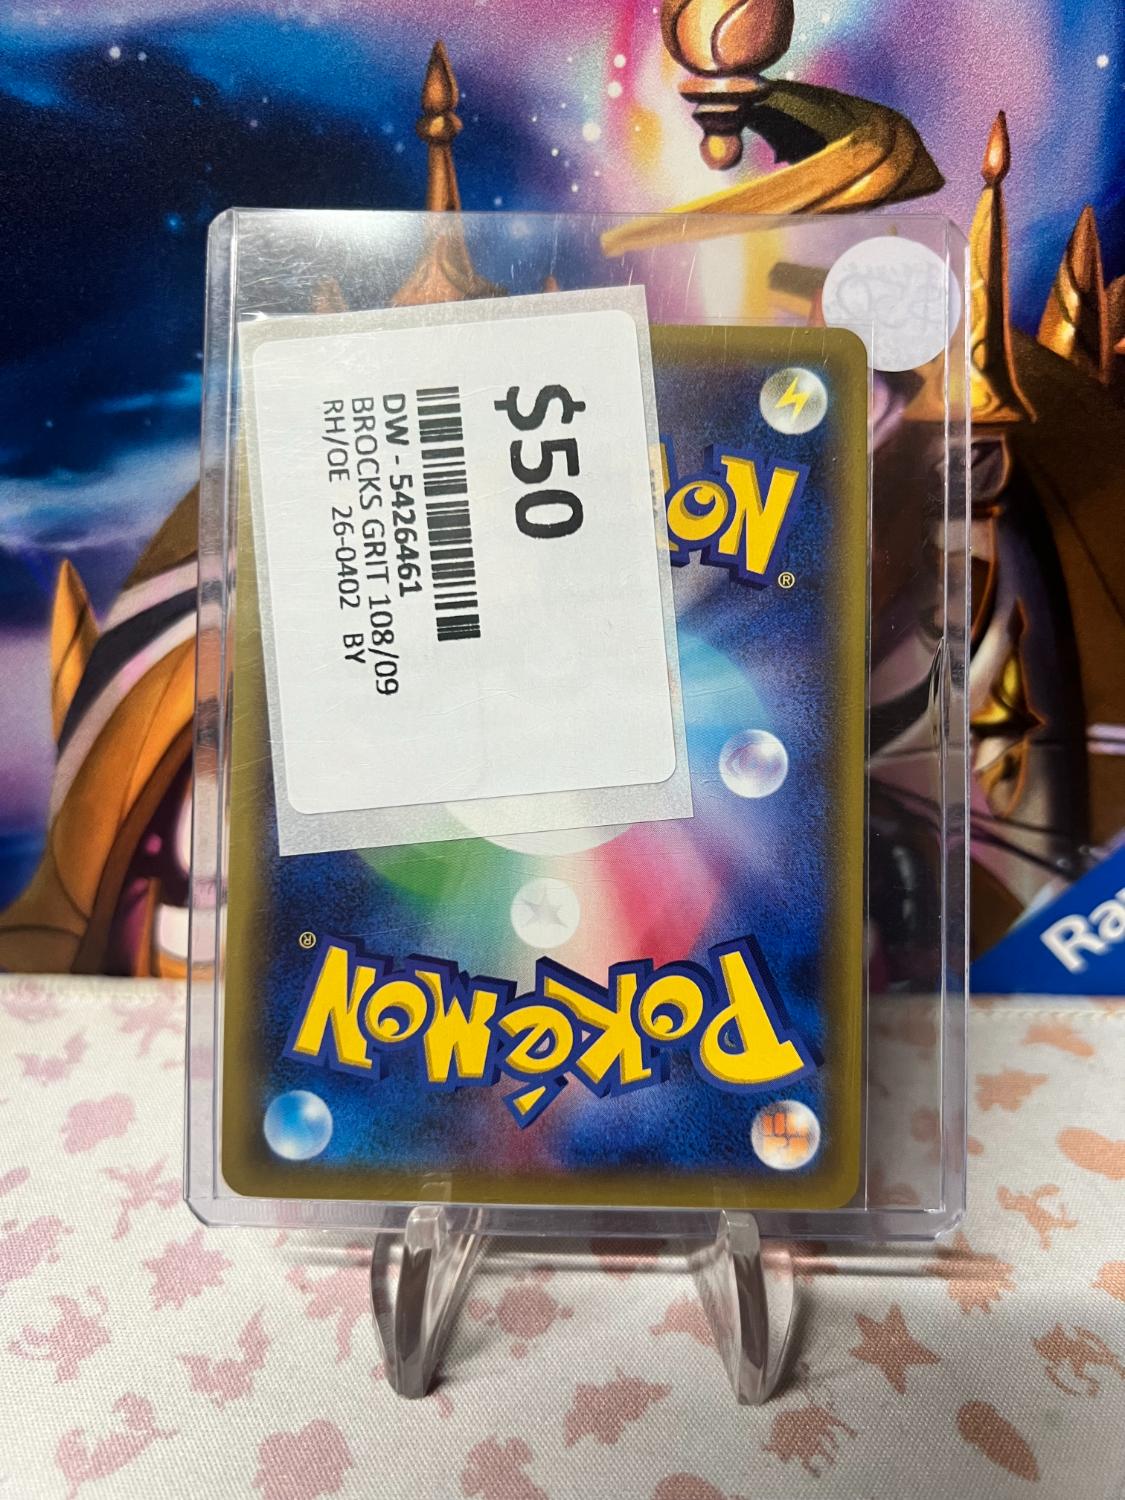 $50
DW - 5426461
BROCKS GRIT 108/09
RH/OE 26-0402 BY
POKéMON
®
®
Ra